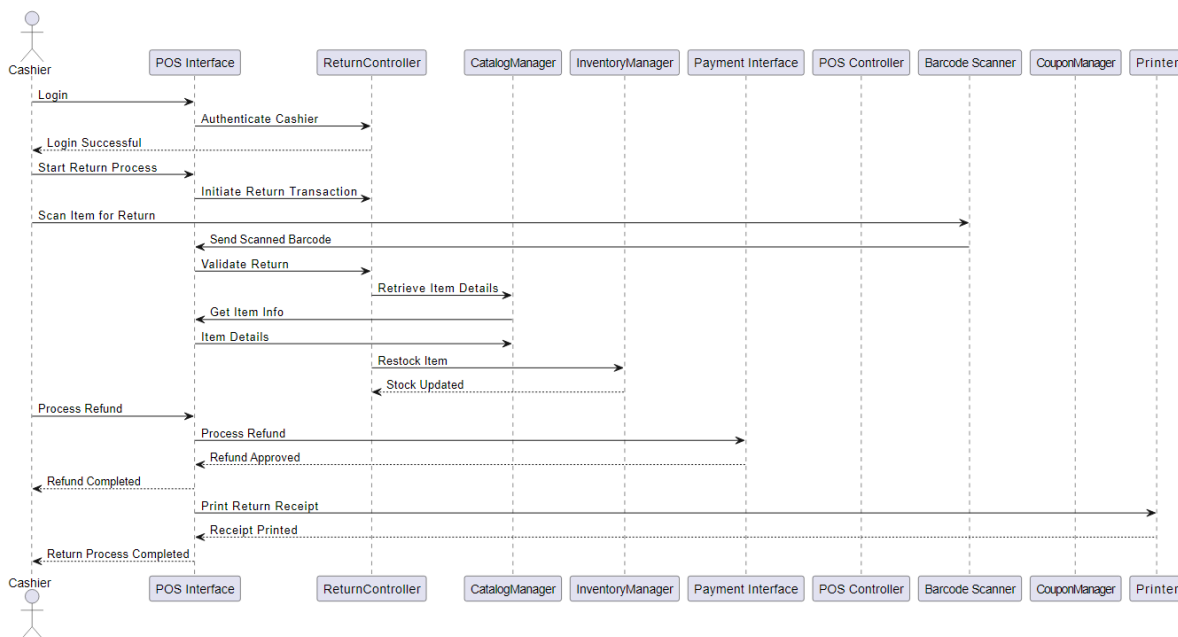 Cashier
POS Interface
ReturnController
CatalogManager
InventoryManager
Payment Interface
POS Controller
Barcode Scanner
CouponManager
Printer
Login
Authenticate Cashier
Login Successful
Start Return Process
Initiate Return Transaction
Scan Item for Return
Send Scanned Barcode
Validate Return
Retrieve Item Details
Get Item Info
Item Details
Restock Item
Stock Updated
Process Refund
Process Refund
Refund Approved
Refund Completed
Print Return Receipt
Receipt Printed
Return Process Completed
Cashier
POS Interface
ReturnController
CatalogManager
InventoryManager
Payment Interface
POS Controller
Barcode Scanner
CouponManager
Printer